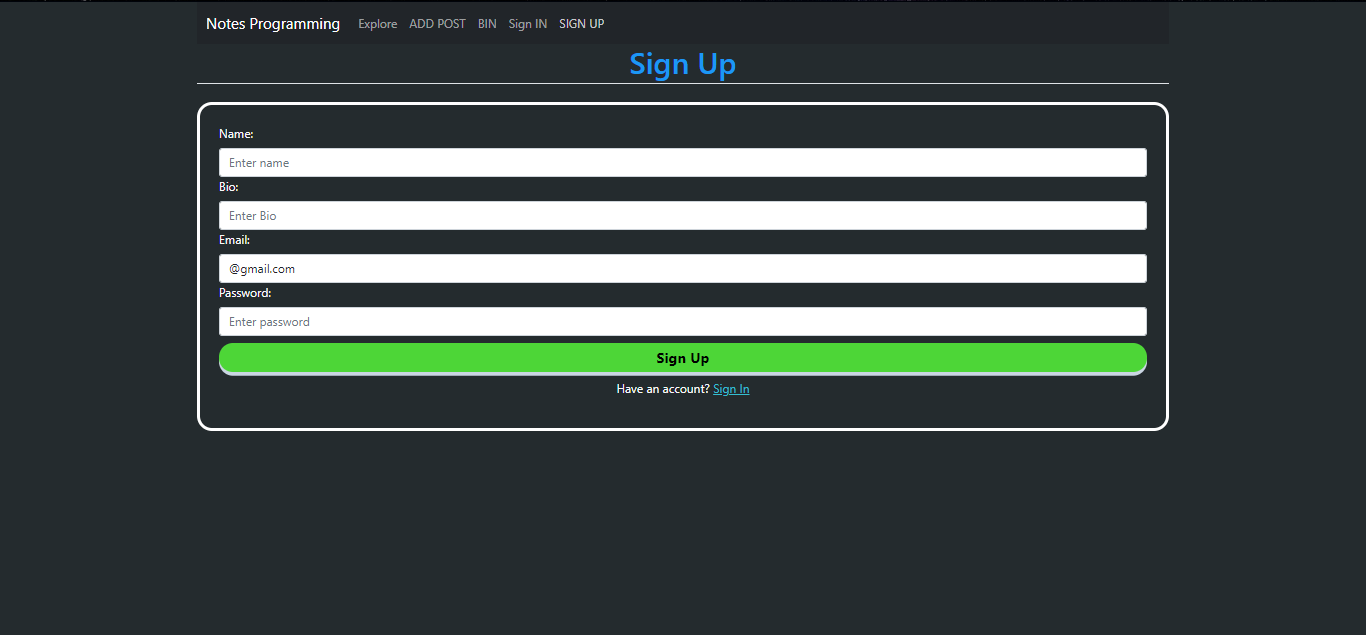 Notes Programming Explore ADD POST BIN Sign IN SIGN UP
Sign Up
Name:
Enter name
Bio:
Enter Bio
Email:
@gmail.com
Password:
Enter password
Sign Up
Have an account? Sign In